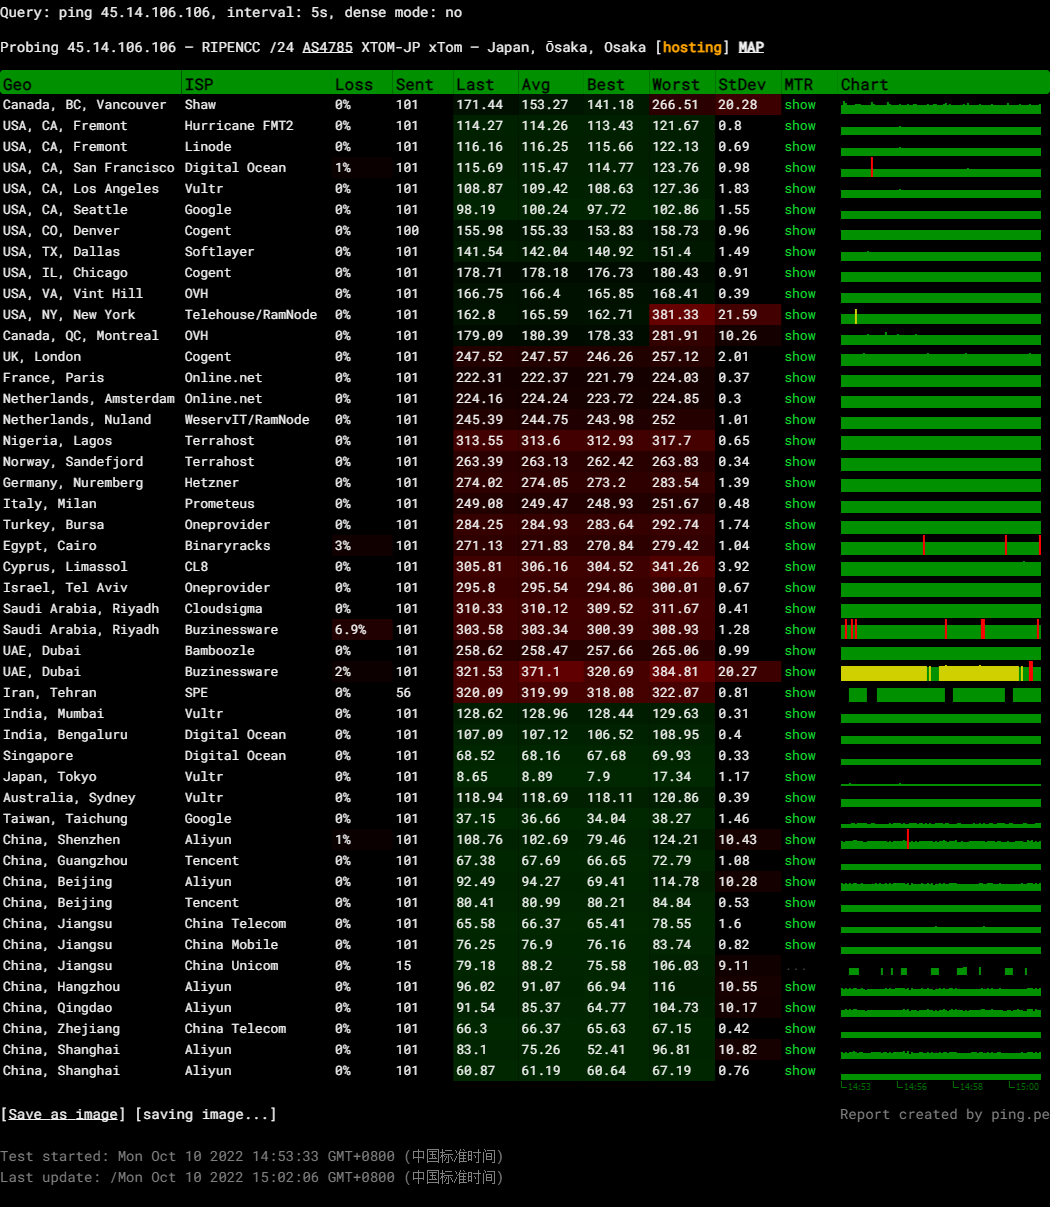 Query: ping 45.14.106.106, interval: 5s, dense mode: no
Probing 45.14.106.106 — RIPENCC /24 AS4785 XTOM-JP xTom — Japan, Ōsaka, Osaka [hosting] MAP
Geo ISP Loss Sent Last Avg Best Worst StDev MTR Chart
Canada, BC, Vancouver Shaw 0% 101 171.44 153.27 141.18 266.51 20.28 show
USA, CA, Fremont Hurricane FMT2 0% 101 114.27 114.26 113.43 121.67 0.8 show
USA, CA, Fremont Linode 0% 101 116.16 116.25 115.66 122.13 0.69 show
USA, CA, San Francisco Digital Ocean 1% 101 115.69 115.47 114.77 123.76 0.98 show
USA, CA, Los Angeles Vultr 0% 101 108.87 109.42 108.63 127.36 1.83 show
USA, CA, Seattle Google 0% 101 98.19 100.24 97.72 102.86 1.55 show
USA, CO, Denver Cogent 0% 100 155.98 155.33 153.83 158.73 0.96 show
USA, TX, Dallas Softlayer 0% 101 141.54 142.04 140.92 151.4 1.49 show
USA, IL, Chicago Cogent 0% 101 178.71 178.18 176.73 180.43 0.91 show
USA, VA, Vint Hill OVH 0% 101 166.75 166.4 165.85 168.41 0.39 show
USA, NY, New York Telehouse/RamNode 0% 101 162.8 165.59 162.71 381.33 21.59 show
Canada, QC, Montreal OVH 0% 101 179.09 180.39 178.33 281.91 10.26 show
UK, London Cogent 0% 101 247.52 247.57 246.26 257.12 2.01 show
France, Paris Online.net 0% 101 222.31 222.37 221.79 224.03 0.37 show
Netherlands, Amsterdam Online.net 0% 101 224.16 224.24 223.72 224.85 0.3 show
Netherlands, Nuland WeservIT/RamNode 0% 101 245.39 244.75 243.98 252 1.01 show
Nigeria, Lagos Terrahost 0% 101 313.55 313.6 312.93 317.7 0.65 show
Norway, Sandefjord Terrahost 0% 101 263.39 263.13 262.42 263.83 0.34 show
Germany, Nuremberg Hetzner 0% 101 274.02 274.05 273.2 283.54 1.39 show
Italy, Milan Prometeus 0% 101 249.08 249.47 248.93 251.67 0.48 show
Turkey, Bursa Oneprovider 0% 101 284.25 284.93 283.64 292.74 1.74 show
Egypt, Cairo Binaryracks 3% 101 271.13 271.83 270.84 279.42 1.04 show
Cyprus, Limassol CL8 0% 101 305.81 306.16 304.52 341.26 3.92 show
Israel, Tel Aviv Oneprovider 0% 101 295.8 295.54 294.86 300.01 0.67 show
Saudi Arabia, Riyadh Cloudsigma 0% 101 310.33 310.12 309.52 311.67 0.41 show
Saudi Arabia, Riyadh Buzinessware 6.9% 101 303.58 303.34 300.39 308.93 1.28 show
UAE, Dubai Bamboozle 0% 101 258.62 258.47 257.66 265.06 0.99 show
UAE, Dubai Buzinessware 2% 101 321.53 371.1 320.69 384.81 20.27 show
Iran, Tehran SPE 0% 56 320.09 319.99 318.08 322.07 0.81 show
India, Mumbai Vultr 0% 101 128.62 128.96 128.44 129.63 0.31 show
India, Bengaluru Digital Ocean 0% 101 107.09 107.12 106.52 108.95 0.4 show
Singapore Digital Ocean 0% 101 68.52 68.16 67.68 69.93 0.33 show
Japan, Tokyo Vultr 0% 101 8.65 8.89 7.9 17.34 1.17 show
Australia, Sydney Vultr 0% 101 118.94 118.69 118.11 120.86 0.39 show
Taiwan, Taichung Google 0% 101 37.15 36.66 34.04 38.27 1.46 show
China, Shenzhen Aliyun 1% 101 108.76 102.69 79.46 124.21 10.43 show
China, Guangzhou Tencent 0% 101 67.38 67.69 66.65 72.79 1.08 show
China, Beijing Aliyun 0% 101 92.49 94.27 69.41 114.78 10.28 show
China, Beijing Tencent 0% 101 80.41 80.99 80.21 84.84 0.53 show
China, Jiangsu China Telecom 0% 101 65.58 66.37 65.41 78.55 1.6 show
China, Jiangsu China Mobile 0% 101 76.25 76.9 76.16 83.74 0.82 show
China, Jiangsu China Unicom 0% 15 79.18 88.2 75.58 106.03 9.11 ...
China, Hangzhou Aliyun 0% 101 96.02 91.07 66.94 116 10.55 show
China, Qingdao Aliyun 0% 101 91.54 85.37 64.77 104.73 10.17 show
China, Zhejiang China Telecom 0% 101 66.3 66.37 65.63 67.15 0.42 show
China, Shanghai Aliyun 0% 101 83.1 75.26 52.41 96.81 10.82 show
China, Shanghai Aliyun 0% 101 60.87 61.19 60.64 67.19 0.76 show
14:53 14:56 14:58 15:00
[Save as image] [saving image...] Report created by ping.pe
Test started: Mon Oct 10 2022 14:53:33 GMT+0800 (中国标准时间)
Last update: /Mon Oct 10 2022 15:02:06 GMT+0800 (中国标准时间)